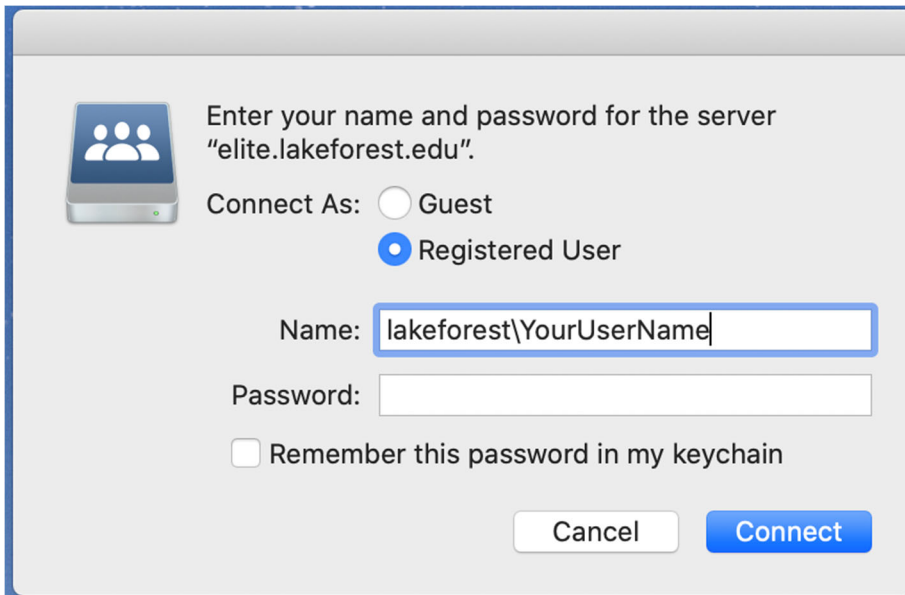 Enter your name and password for the server
“elite.lakeforest.edu”.
Connect As: Guest
Registered User
Name: lakeforest\YourUserName
Password:
Remember this password in my keychain
Cancel Connect